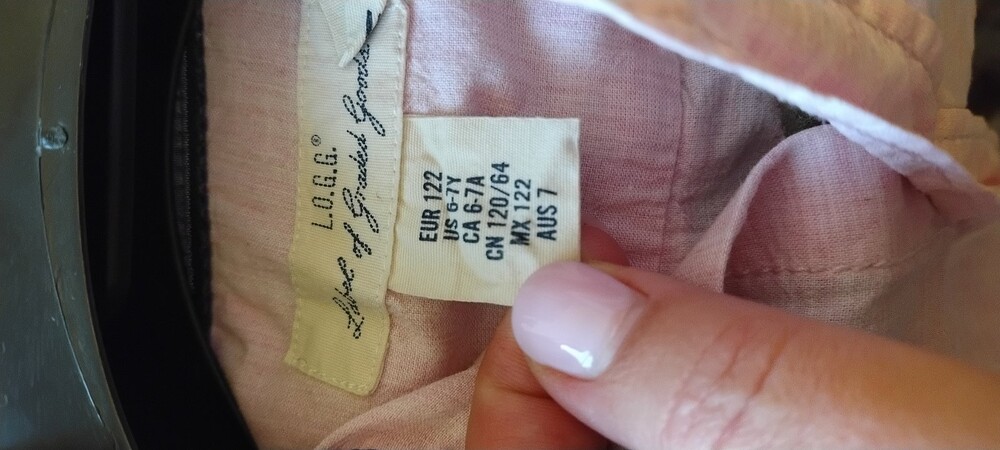 L.O.G.G.®
Label of Graded Goods
EUR 122
US 6-7Y
CA 6-7A
CN 120/64
MX 122
AUS 7